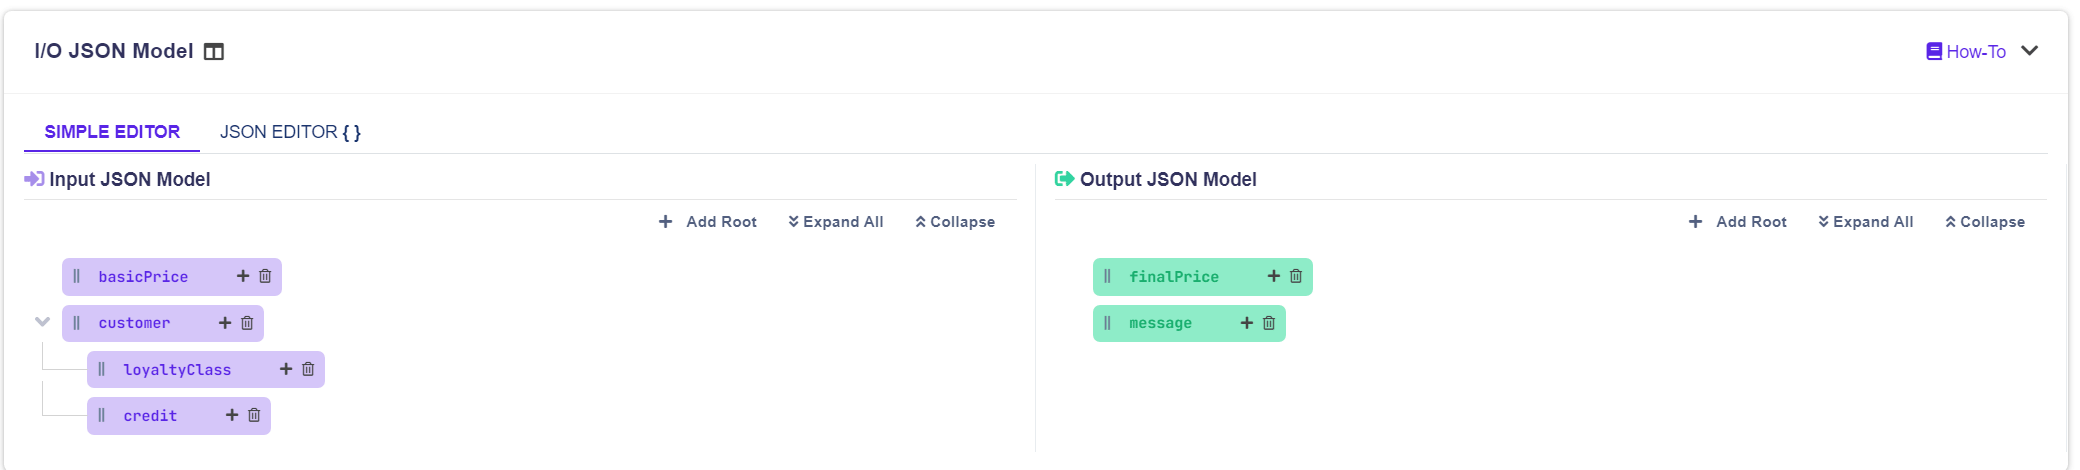 I/O JSON Model
How-To
SIMPLE EDITOR
JSON EDITOR { }
Input JSON Model
Add Root
Expand All
Collapse
basicPrice
customer
loyaltyClass
credit
Output JSON Model
Add Root
Expand All
Collapse
finalPrice
message